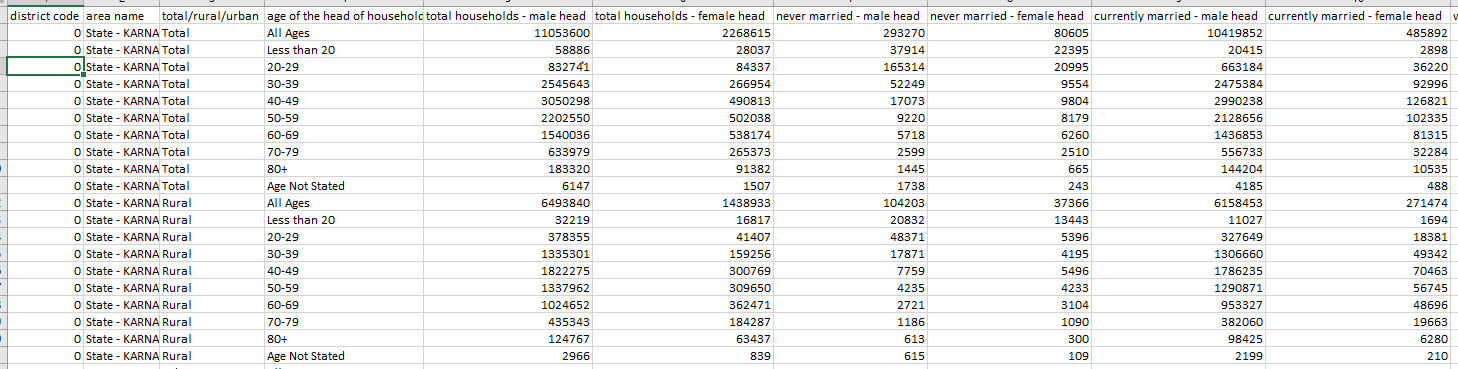 district code area name total/rural/urban age of the head of househol total households - male head total households - female head never married - male head never married - female head currently married - male head currently married - female head
0 State - KARNA Total All Ages 11053600 2268615 293270 80605 10419852 485892
0 State - KARNA Total Less than 20 58886 28037 37914 22395 20415 2898
0 State - KARNA Total 20-29 832741 84337 165314 20995 663184 36220
0 State - KARNA Total 30-39 2545643 266954 52249 9554 2475384 92996
0 State - KARNA Total 40-49 3050298 490813 17073 9804 2990238 126821
0 State - KARNA Total 50-59 2202550 502038 9220 8179 2128656 102335
0 State - KARNA Total 60-69 1540036 538174 5718 6260 1436853 81315
0 State - KARNA Total 70-79 633979 265373 2599 2510 556733 32284
0 State - KARNA Total 80+ 183320 91382 1445 665 144204 10535
0 State - KARNA Total Age Not Stated 6147 1507 1738 243 4185 488
0 State - KARNA Rural All Ages 6493840 1438933 104203 37366 6158453 271474
0 State - KARNA Rural Less than 20 32219 16817 20832 13443 11027 1694
0 State - KARNA Rural 20-29 378355 41407 48371 5396 327649 18381
0 State - KARNA Rural 30-39 1335301 159256 17871 4195 1306660 49342
0 State - KARNA Rural 40-49 1822275 300769 7759 5496 1786235 70463
0 State - KARNA Rural 50-59 1337962 309650 4235 4233 1290871 56745
0 State - KARNA Rural 60-69 1024652 362471 2721 3104 953327 48696
0 State - KARNA Rural 70-79 435343 184287 1186 1090 382060 19663
0 State - KARNA Rural 80+ 124767 63437 613 300 98425 6280
0 State - KARNA Rural Age Not Stated 2966 839 615 109 2199 210